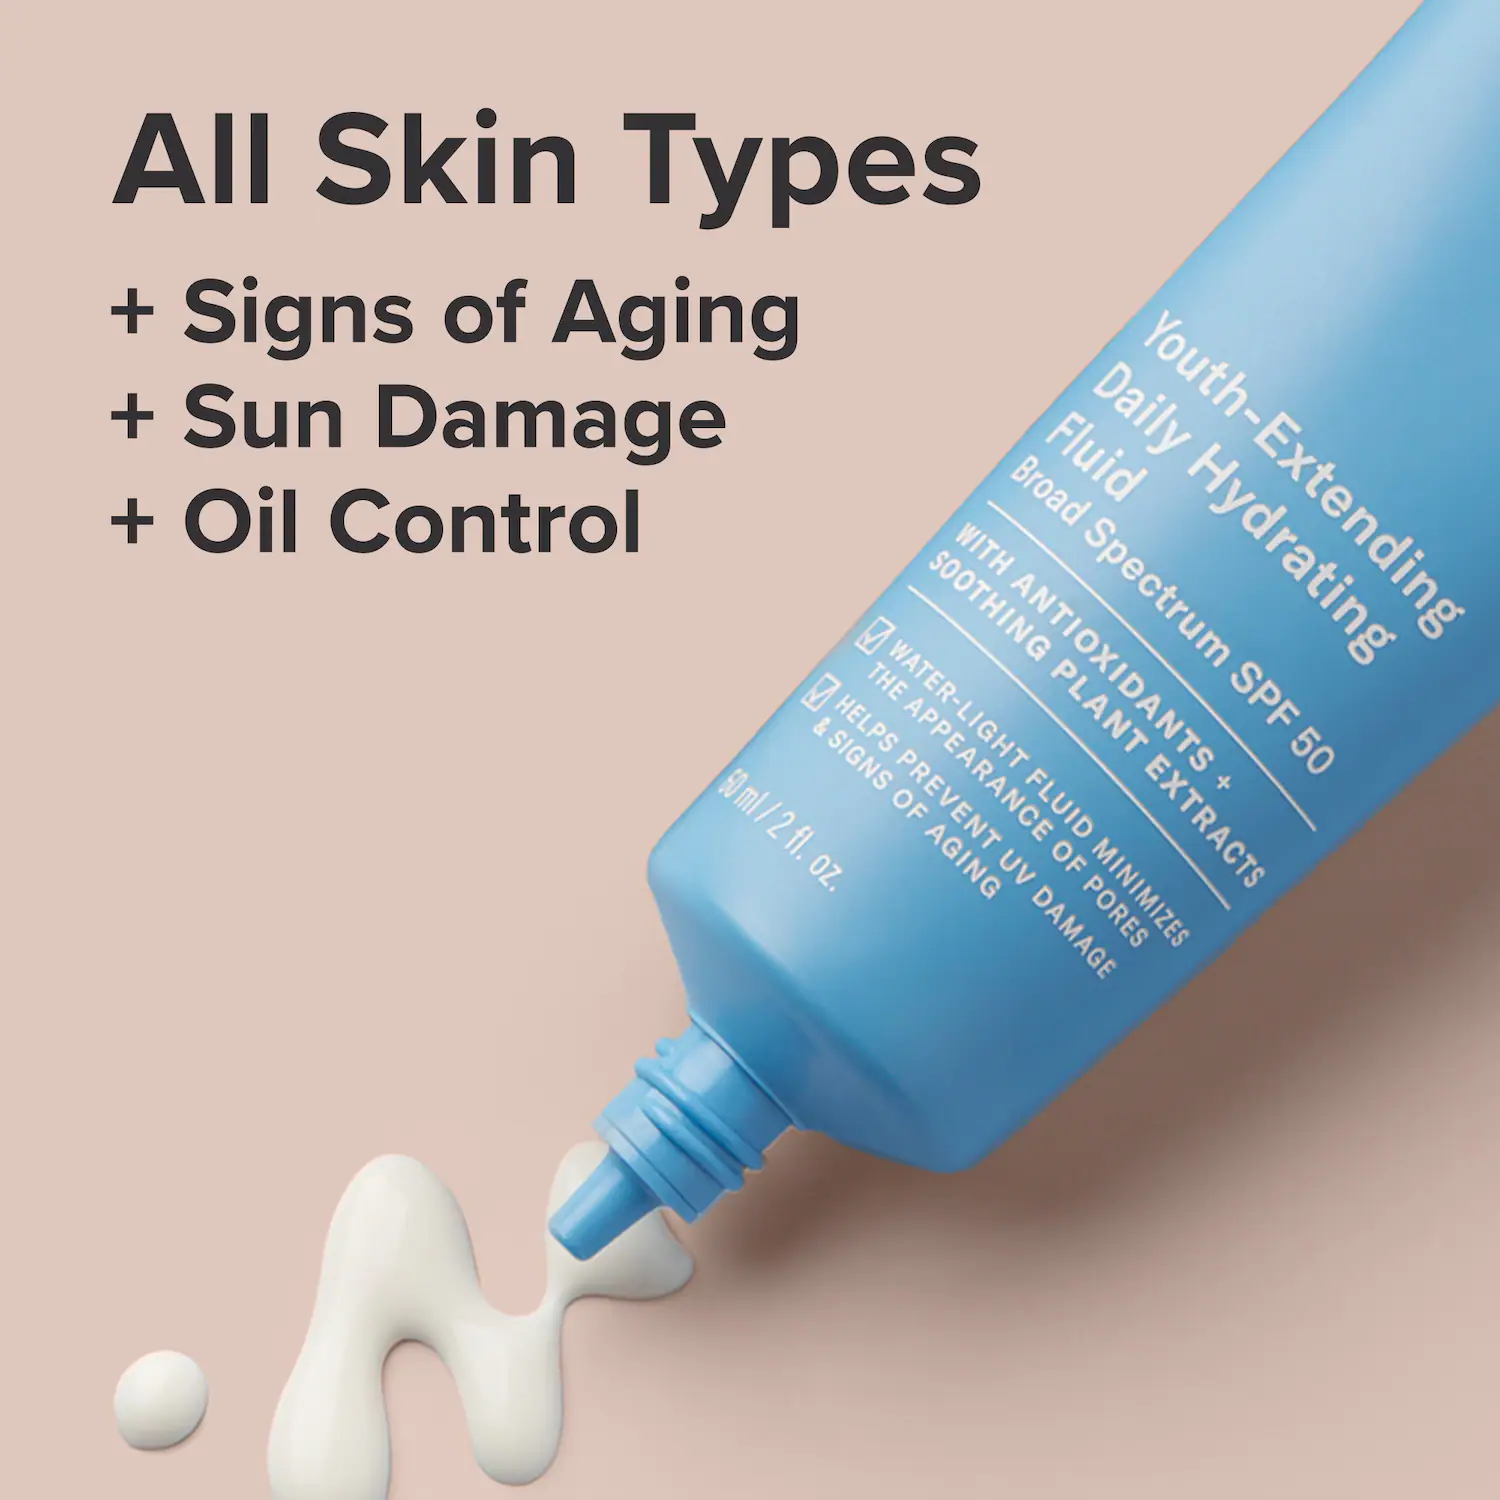 All Skin Types
+ Signs of Aging
+ Sun Damage
+ Oil Control
Youth-Extending
Daily Hydrating
Fluid
Broad Spectrum SPF 50
WITH ANTIOXIDANTS +
SOOTHING PLANT EXTRACTS
☑ WATER-LIGHT FLUID MINIMIZES
THE APPEARANCE OF PORES
☑ HELPS PREVENT UV DAMAGE
& SIGNS OF AGING
60 ml / 2 fl. oz.